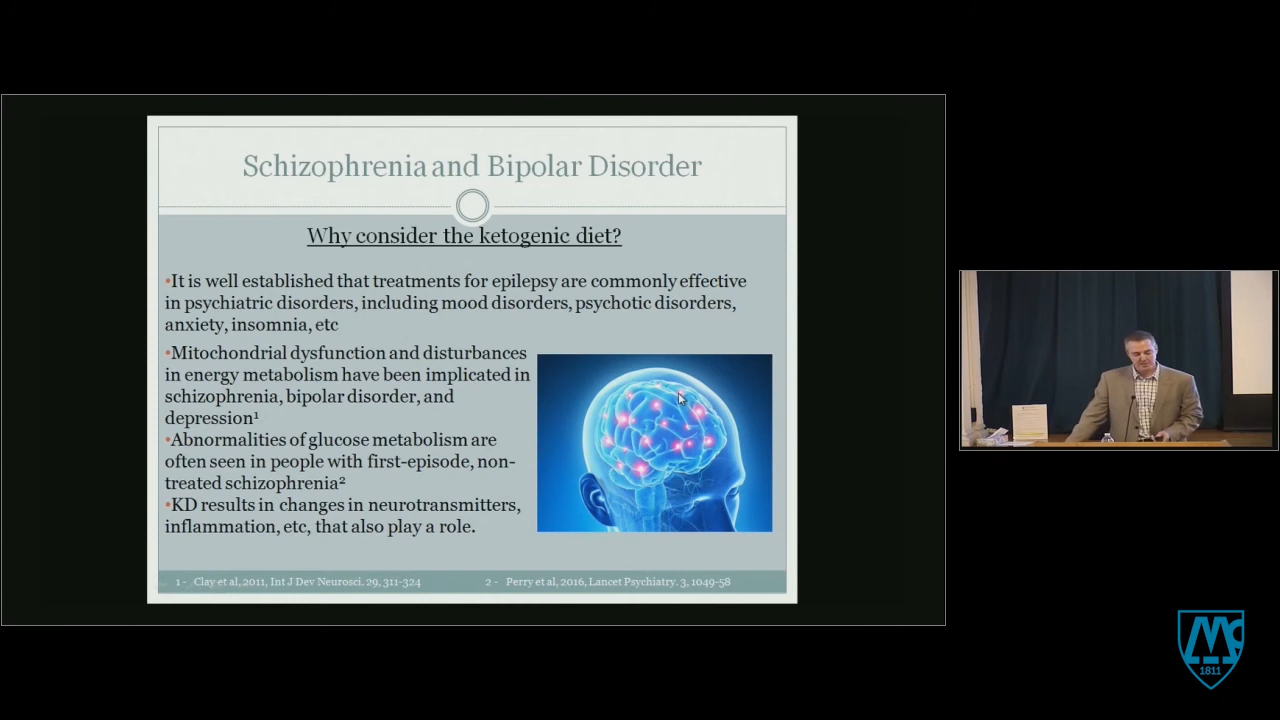 Schizophrenia and Bipolar Disorder
Why consider the ketogenic diet?
•It is well established that treatments for epilepsy are commonly effective
in psychiatric disorders, including mood disorders, psychotic disorders,
anxiety, insomnia, etc
•Mitochondrial dysfunction and disturbances
in energy metabolism have been implicated in
schizophrenia, bipolar disorder, and
depression¹
•Abnormalities of glucose metabolism are
often seen in people with first-episode, non-
treated schizophrenia²
•KD results in changes in neurotransmitters,
inflammation, etc, that also play a role.
1 - Clay et al, 2011, Int J Dev Neurosci. 29, 311-324
2 - Perry et al, 2016, Lancet Psychiatry. 3, 1049-58
Mc
1811